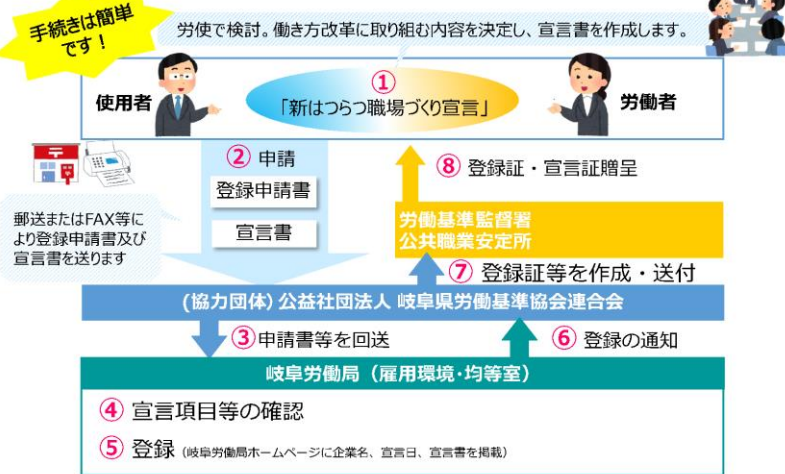 手続きは簡単
です！
労使で検討。働き方改革に取り組む内容を決定し、宣言書を作成します。
使用者
①
「新はつらつ職場づくり宣言」
労働者
② 申請
登録申請書
宣言書
郵送またはFAX等に
より登録申請書及び
宣言書を送ります
⑧ 登録証・宣言証贈呈
労働基準監督署
公共職業安定所
⑦ 登録証等を作成・送付
(協力団体) 公益社団法人 岐阜県労働基準協会連合会
③申請書等を回送
⑥ 登録の通知
岐阜労働局（雇用環境・均等室）
④ 宣言項目等の確認
⑤ 登録（岐阜労働局ホームページに企業名、宣言日、宣言書を掲載）